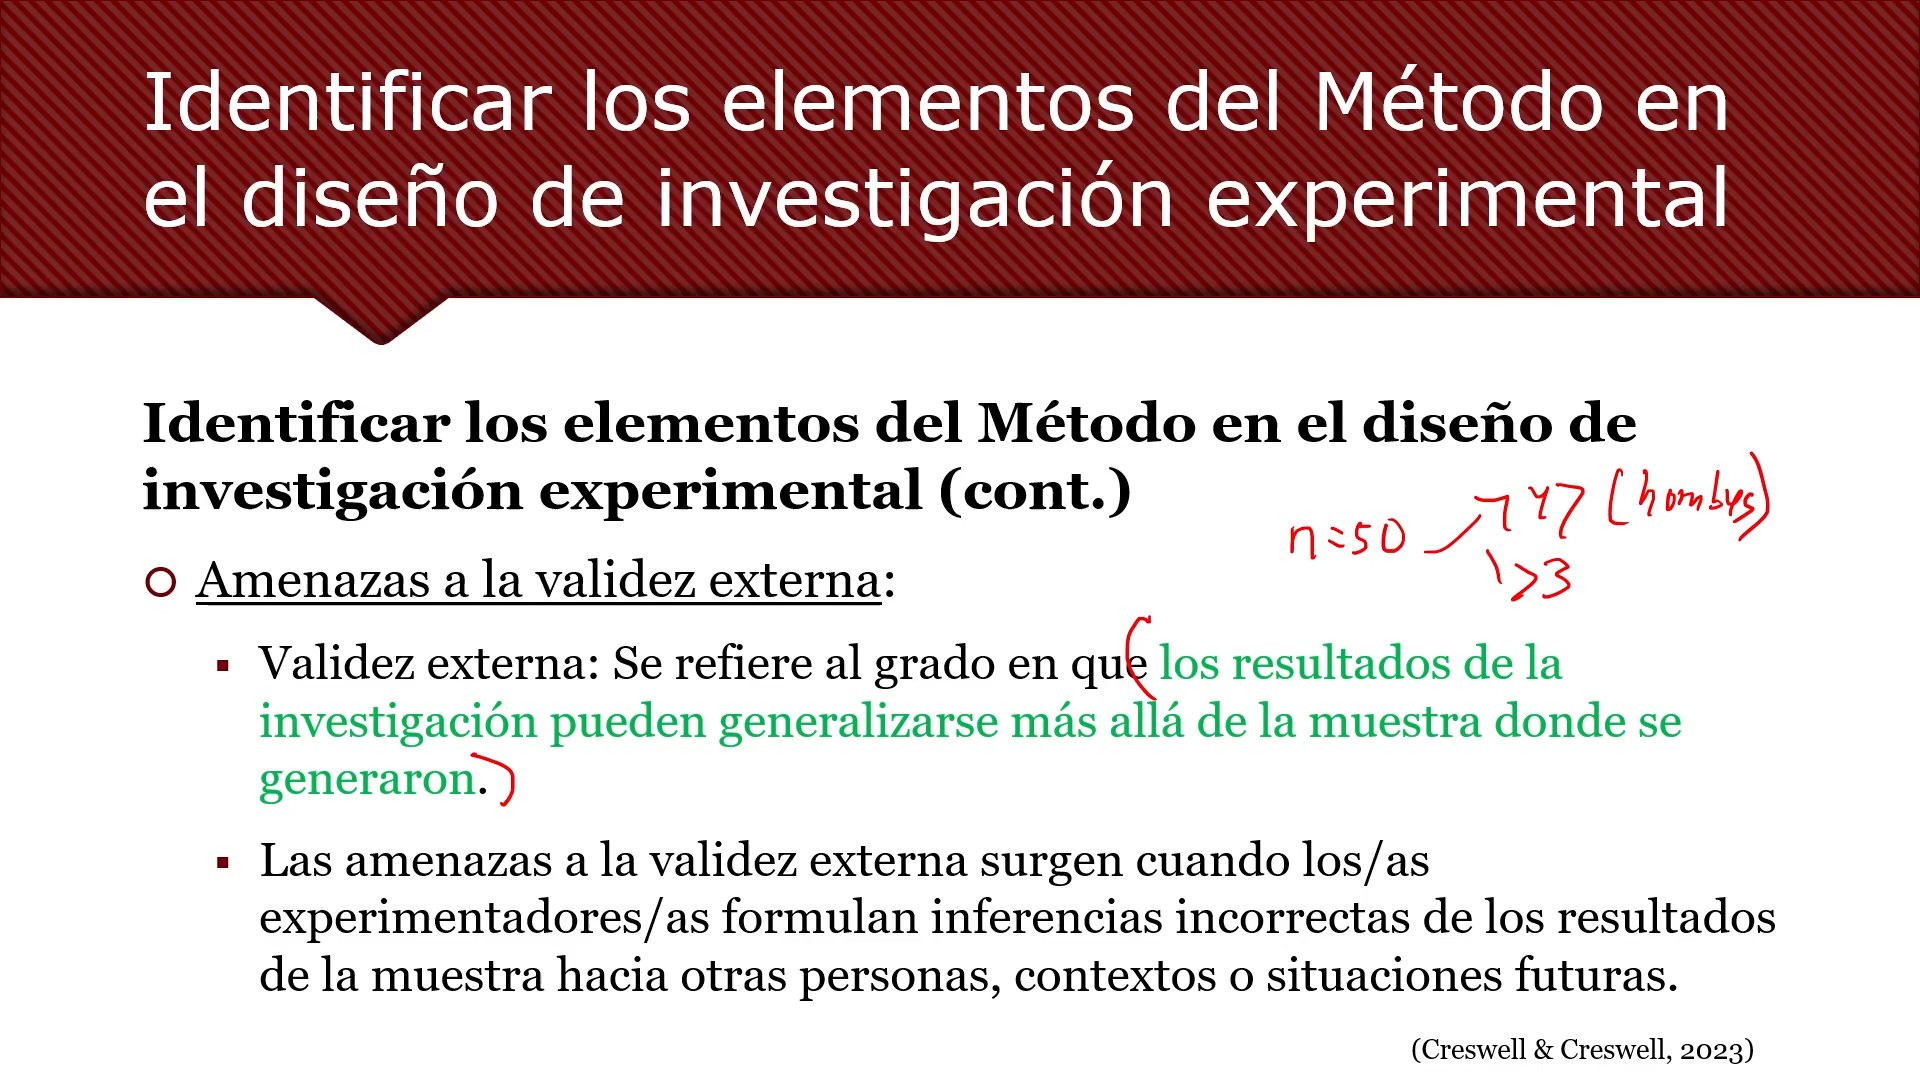 Identificar los elementos del Método en
el diseño de investigación experimental
Identificar los elementos del Método en el diseño de
investigación experimental (cont.)
n=50
47 (hombres)
3
Amenazas a la validez externa:
Validez externa: Se refiere al grado en que los resultados de la
investigación pueden generalizarse más allá de la muestra donde se
generaron.
Las amenazas a la validez externa surgen cuando los/as
experimentadores/as formulan inferencias incorrectas de los resultados
de la muestra hacia otras personas, contextos o situaciones futuras.
(Creswell & Creswell, 2023)